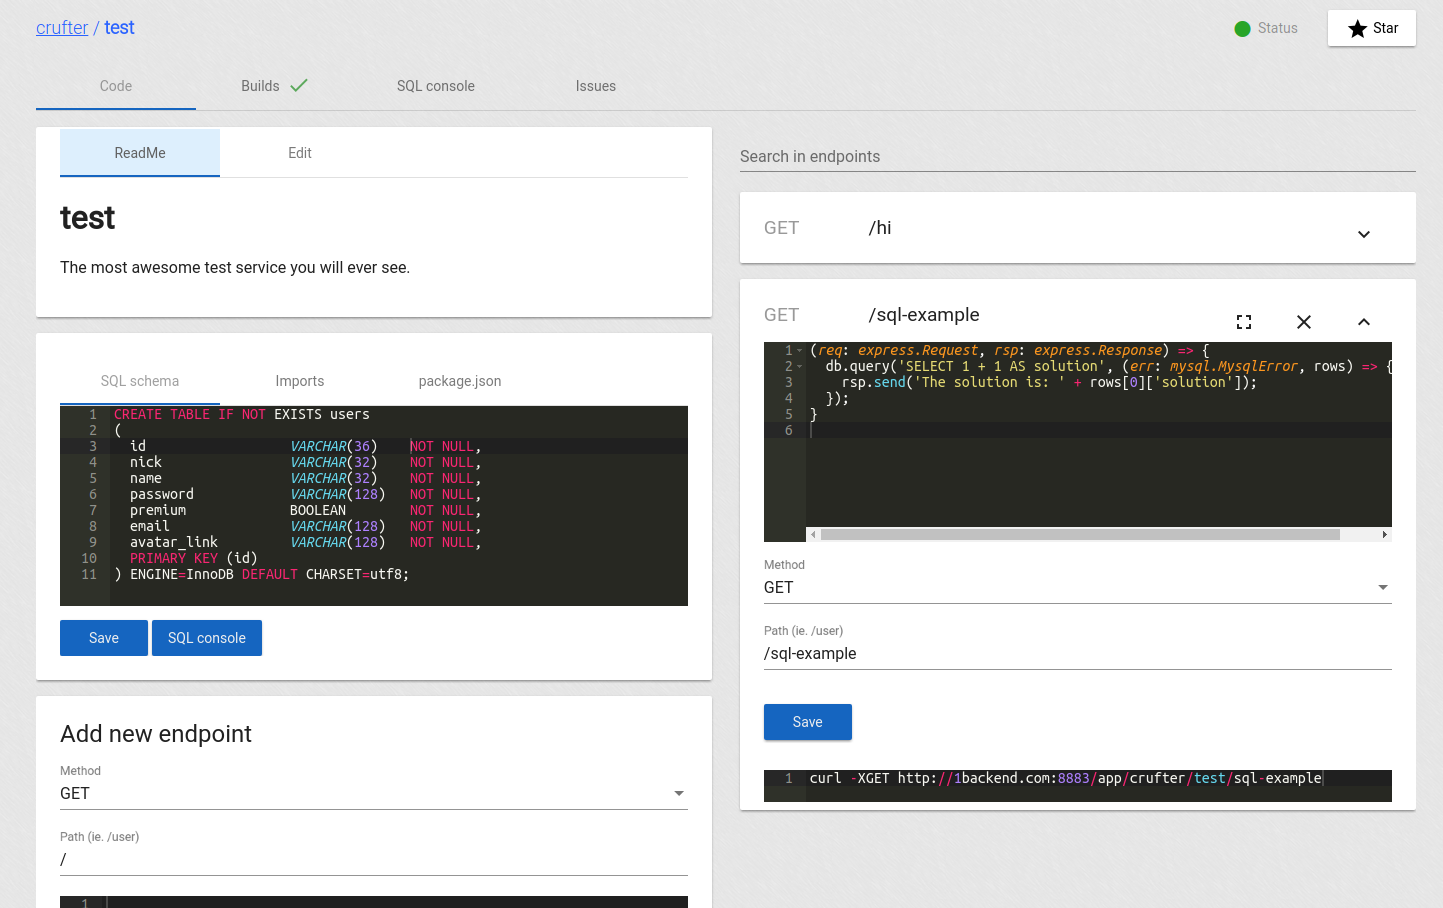 crufter / test
Status
Star
Code
Builds
SQL console
Issues
ReadMe
Edit
test
The most awesome test service you will ever see.
SQL schema
Imports
package.json
1 CREATE TABLE IF NOT EXISTS users
2 (
3   id                  VARCHAR(36)    NOT NULL,
4   nick                VARCHAR(32)    NOT NULL,
5   name                VARCHAR(32)    NOT NULL,
6   password            VARCHAR(128)   NOT NULL,
7   premium             BOOLEAN        NOT NULL,
8   email               VARCHAR(128)   NOT NULL,
9   avatar_link         VARCHAR(128)   NOT NULL,
10   PRIMARY KEY (id)
11 ) ENGINE=InnoDB DEFAULT CHARSET=utf8;
Save
SQL console
Add new endpoint
Method
GET
Path (ie. /user)
/
1
Search in endpoints
GET /hi
GET /sql-example
1 (req: express.Request, rsp: express.Response) => {
2   db.query('SELECT 1 + 1 AS solution', (err: mysql.MysqlError, rows) => {
3     rsp.send('The solution is: ' + rows[0]['solution']);
4   });
5 }
6
Method
GET
Path (ie. /user)
/sql-example
Save
1 curl -XGET http://1backend.com:8883/app/crufter/test/sql-example